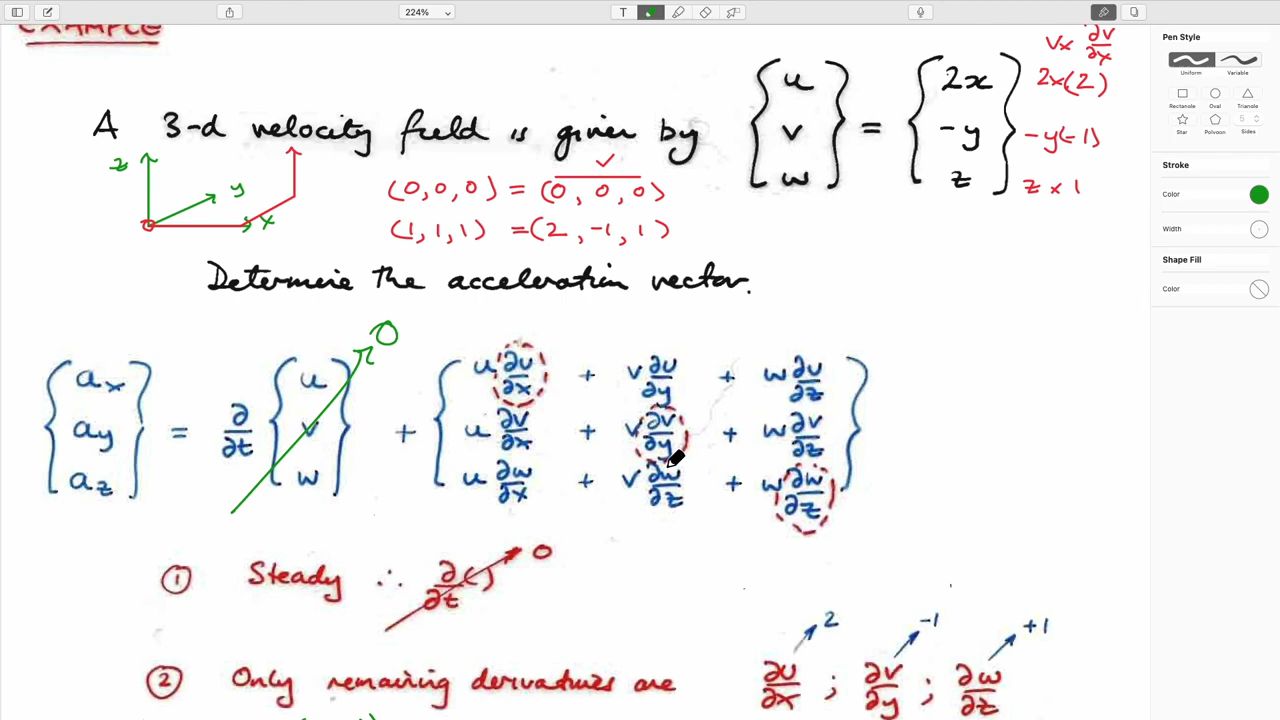 224%
T
EXAMPLE
Pen Style
Uniform Variable
Rectangle Oval Triangle
Star Polygon 5 Sides
Stroke
Color
Width
Shape Fill
Color
A 3-d velocity field is given by {u v w} = {2x -y z}
vx ∂v/∂x
2x(2)
-y(-1)
z x 1
z y x
(0,0,0) = (0, 0, 0) ✓
(1,1,1) = (2, -1, 1)
Determine the acceleration vector.
0
{ax ay az} = ∂/∂t {u v w} + {u ∂u/∂x + v ∂u/∂y + w ∂u/∂z
u ∂v/∂x + v ∂v/∂y + w ∂v/∂z
u ∂w/∂x + v ∂w/∂z + w ∂w/∂z}
① Steady ∴ ∂/∂t ( ) 0
2 -1 +1
② Only remaining derivatives are ∂u/∂x ; ∂v/∂y ; ∂w/∂z